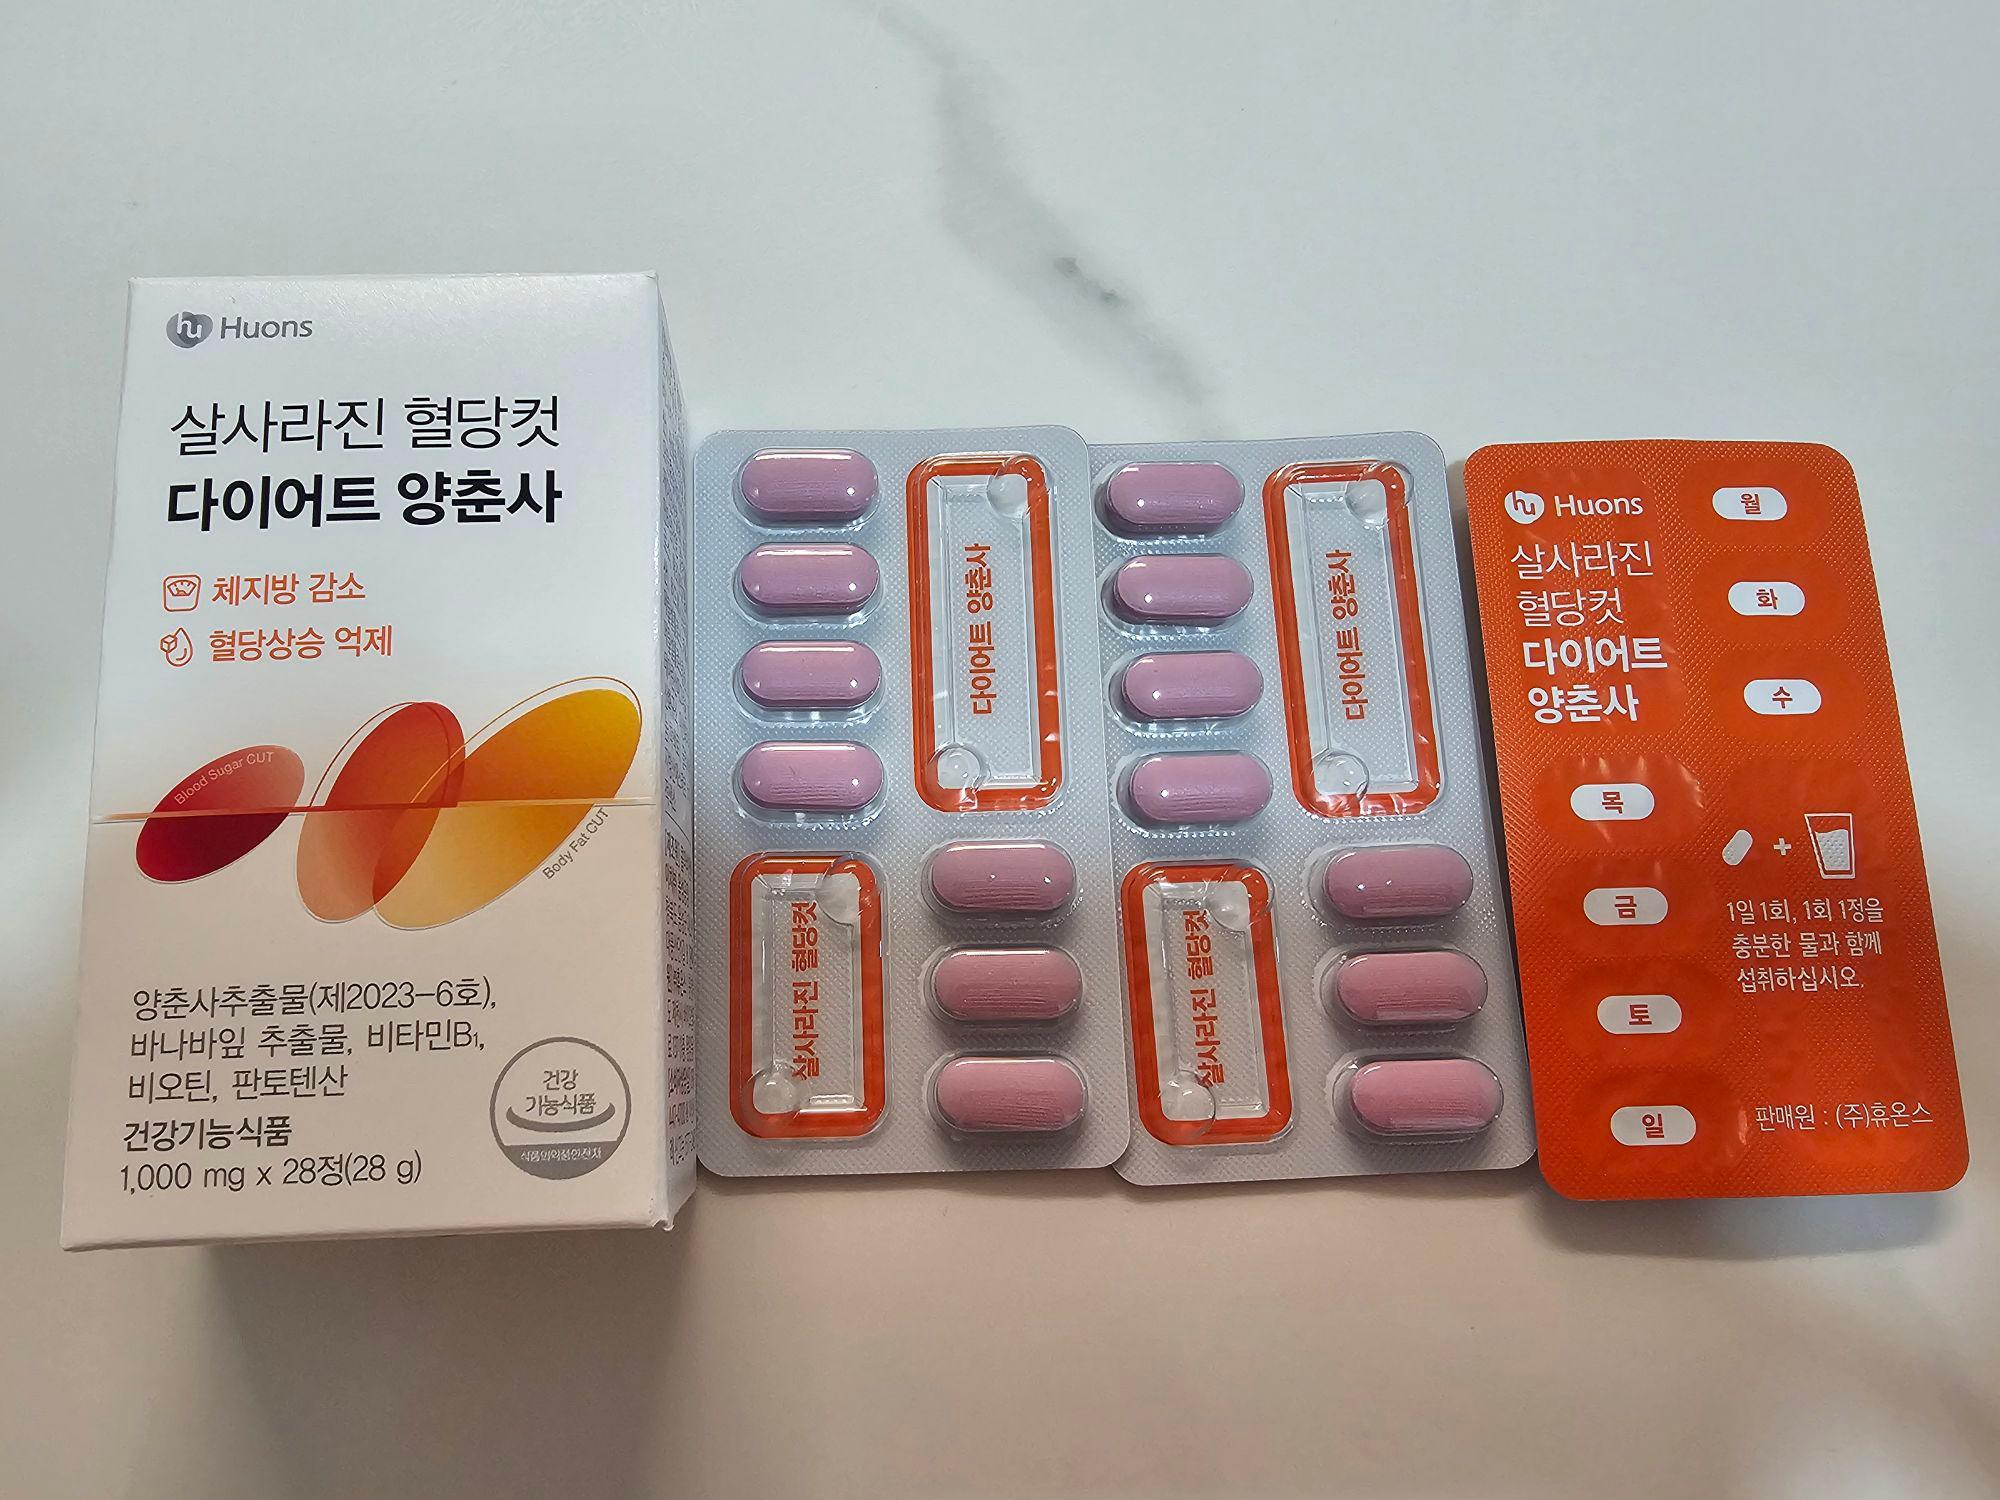 hu Huons
살사라진 혈당컷
다이어트 양춘사
체지방 감소
혈당상승 억제
Blood Sugar CUT
Body Fat CUT
양춘사추출물(제2023-6호),
바나바잎 추출물, 비타민B1,
비오틴, 판토텐산
건강기능식품
1,000 mg x 28정(28 g)
건강
기능식품
식품의약품안전처
다이어트 양춘사
살사라진 혈당컷
다이어트 양춘사
살사라진 혈당컷
hu Huons
살사라진
혈당컷
다이어트
양춘사
월
화
수
목
금
토
일
1일 1회, 1회 1정을
충분한 물과 함께
섭취하십시오.
판매원 : (주)휴온스